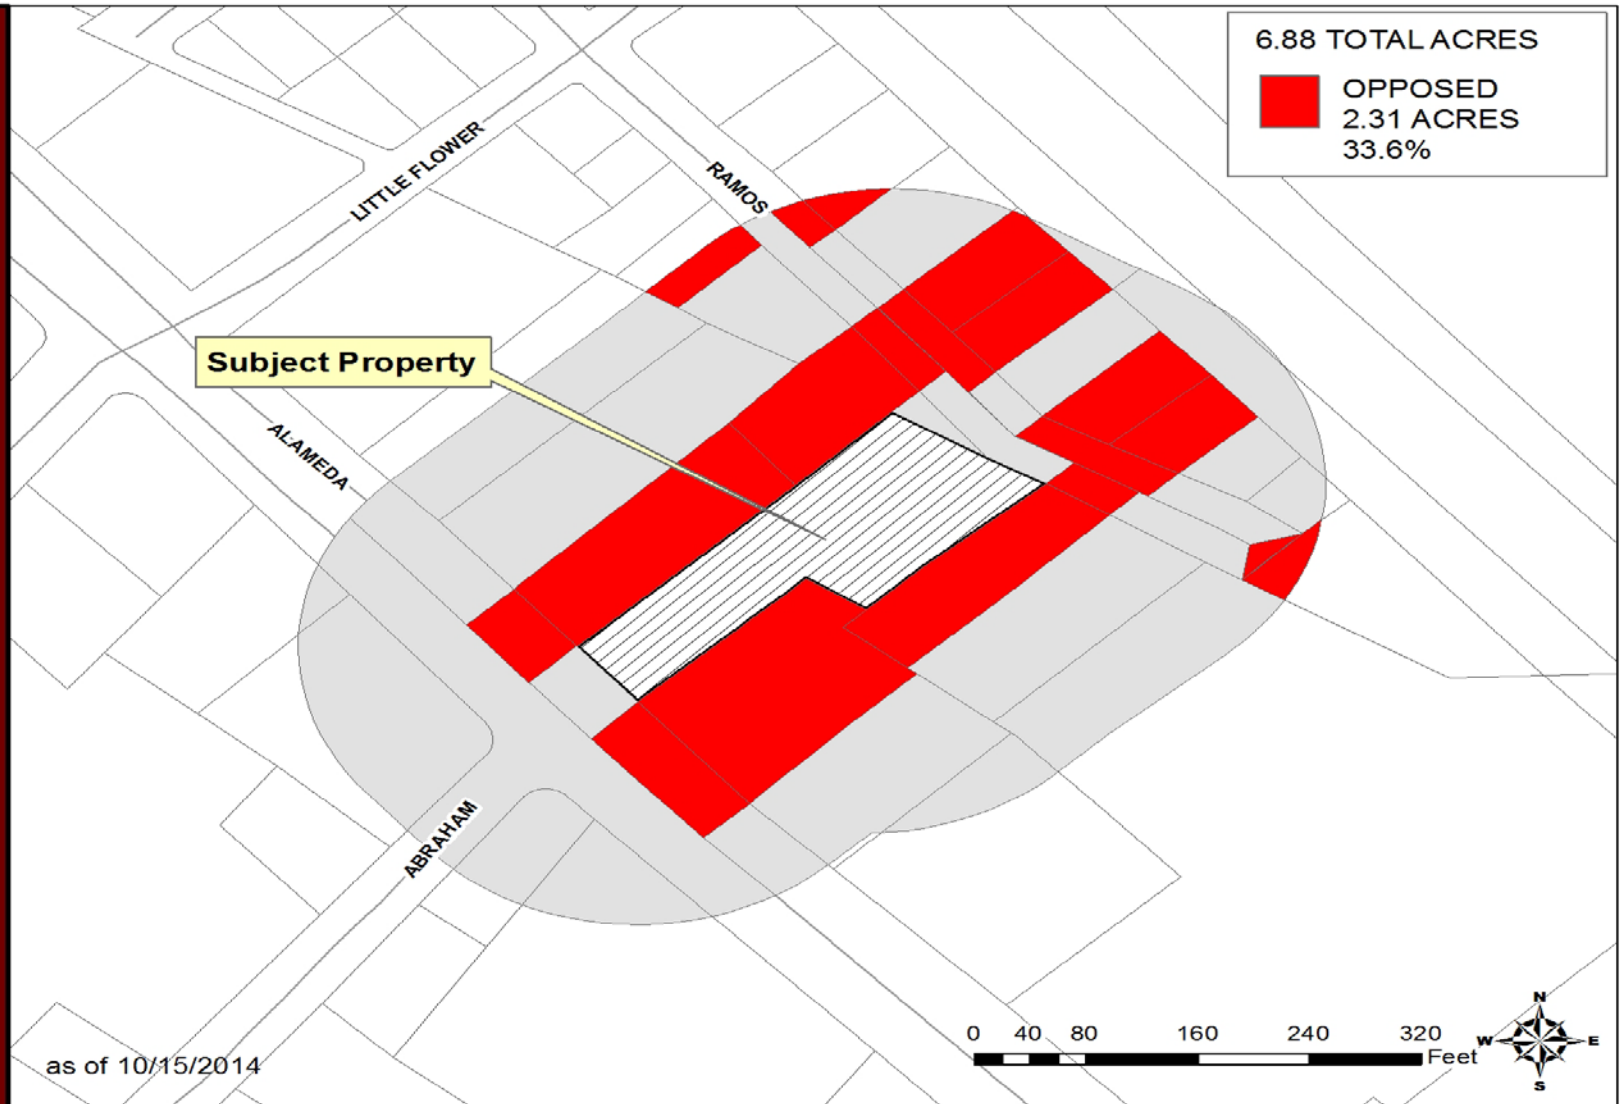 6.88 TOTAL ACRES
OPPOSED
2.31 ACRES
33.6%
LITTLE FLOWER
RAMOS
Subject Property
ALAMEDA
ABRAHAM
as of 10/15/2014
0 40 80 160 240 320
Feet
N
W E
S